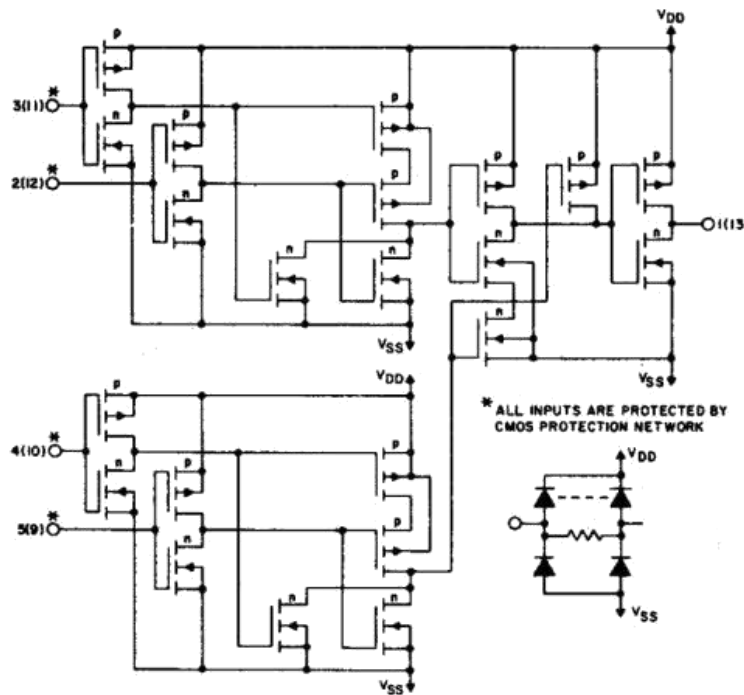 p
VDD
*
3(11)
n
p
p
*
2(12)
n
p
p
p
p
n
1(13
n
n
n
n
n
VSS
VSS
VDD
* ALL INPUTS ARE PROTECTED BY
CMOS PROTECTION NETWORK
p
*
4(10)
n
p
p
VDD
*
5(9)
n
p
n
n
VSS
VSS